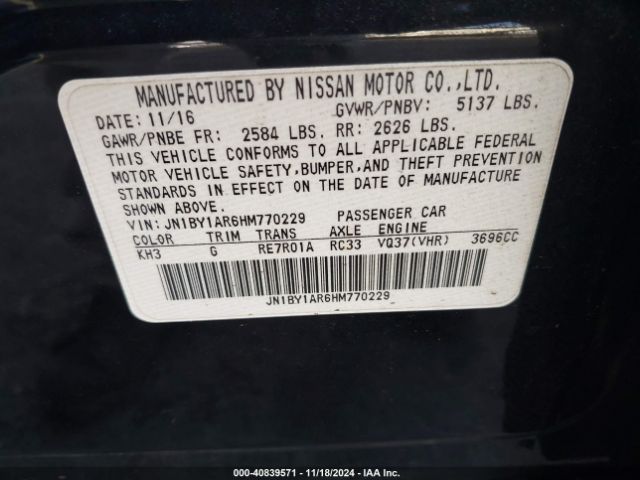 MANUFACTURED BY NISSAN MOTOR CO.,LTD.
DATE: 11/16 GVWR/PNBV: 5137 LBS.
GAWR/PNBE FR: 2584 LBS. RR: 2626 LBS.
THIS VEHICLE CONFORMS TO ALL APPLICABLE FEDERAL
MOTOR VEHICLE SAFETY, BUMPER, AND THEFT PREVENTION
STANDARDS IN EFFECT ON THE DATE OF MANUFACTURE
SHOWN ABOVE.
VIN: JN1BY1AR6HM770229 PASSENGER CAR
COLOR TRIM TRANS AXLE ENGINE
KH3 G RE7R01A RC33 VQ37(VHR) 3696CC
JN1BY1AR6HM770229
000-40839571 - 11/18/2024 - IAA Inc.